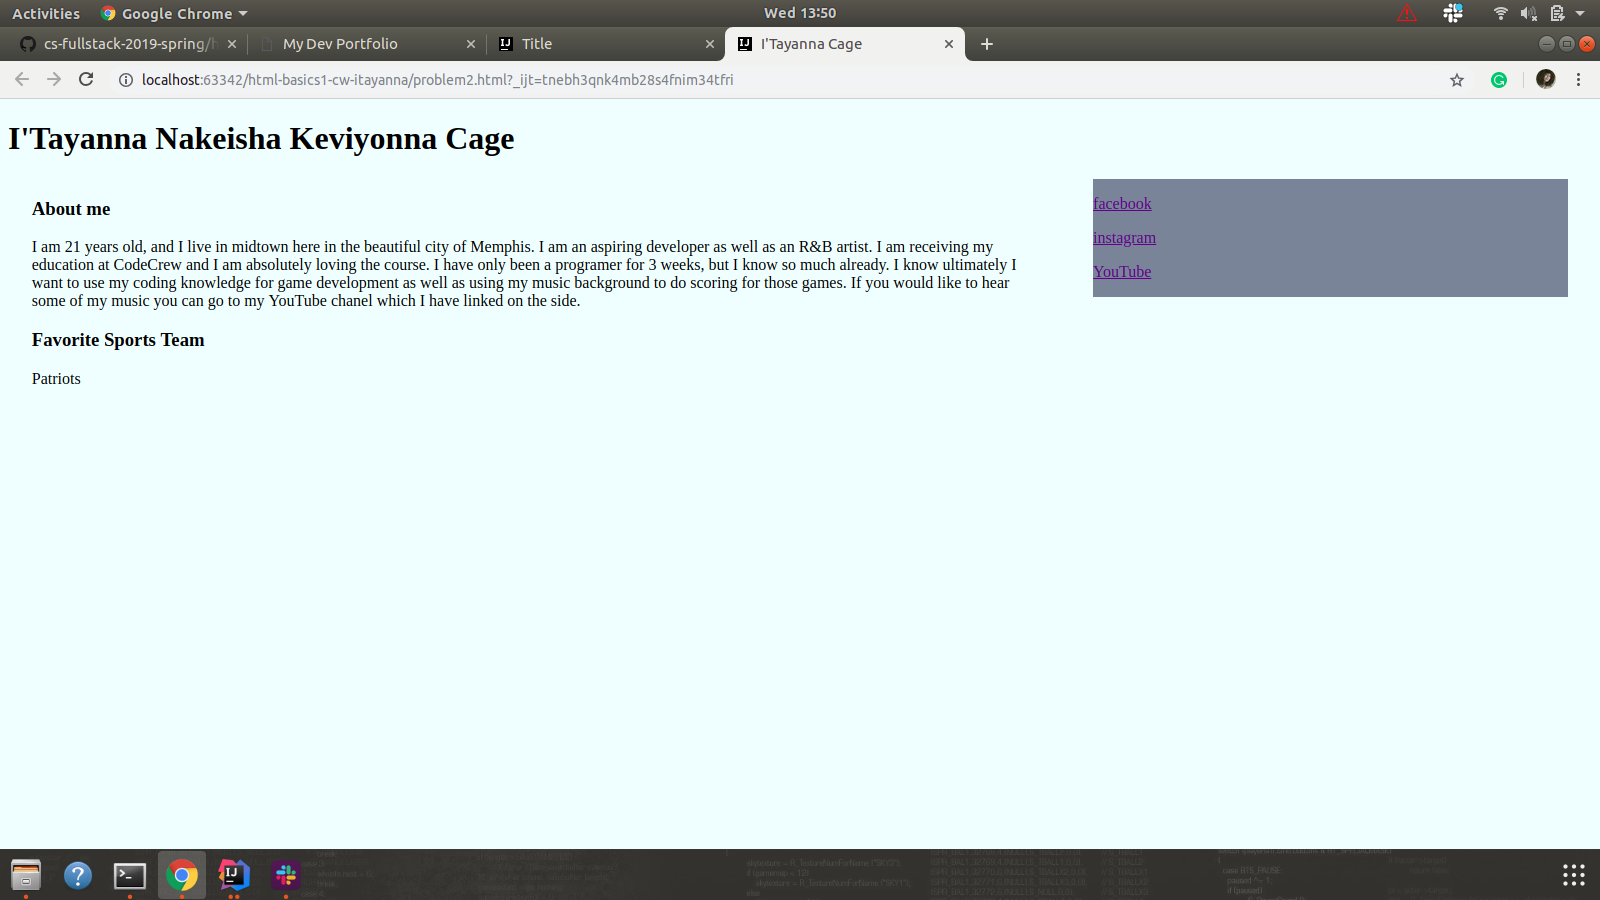 Activities Google Chrome Wed 13:50
cs-fullstack-2019-spring/h My Dev Portfolio Title I'Tayanna Cage
localhost:63342/html-basics1-cw-itayanna/problem2.html?_ijt=tnebh3qnk4mb28s4fnim34tfri
I'Tayanna Nakeisha Keviyonna Cage
About me
I am 21 years old, and I live in midtown here in the beautiful city of Memphis. I am an aspiring developer as well as an R&B artist. I am receiving my
education at CodeCrew and I am absolutely loving the course. I have only been a programer for 3 weeks, but I know so much already. I know ultimately I
want to use my coding knowledge for game development as well as using my music background to do scoring for those games. If you would like to hear
some of my music you can go to my YouTube chanel which I have linked on the side.
Favorite Sports Team
Patriots
facebook
instagram
YouTube